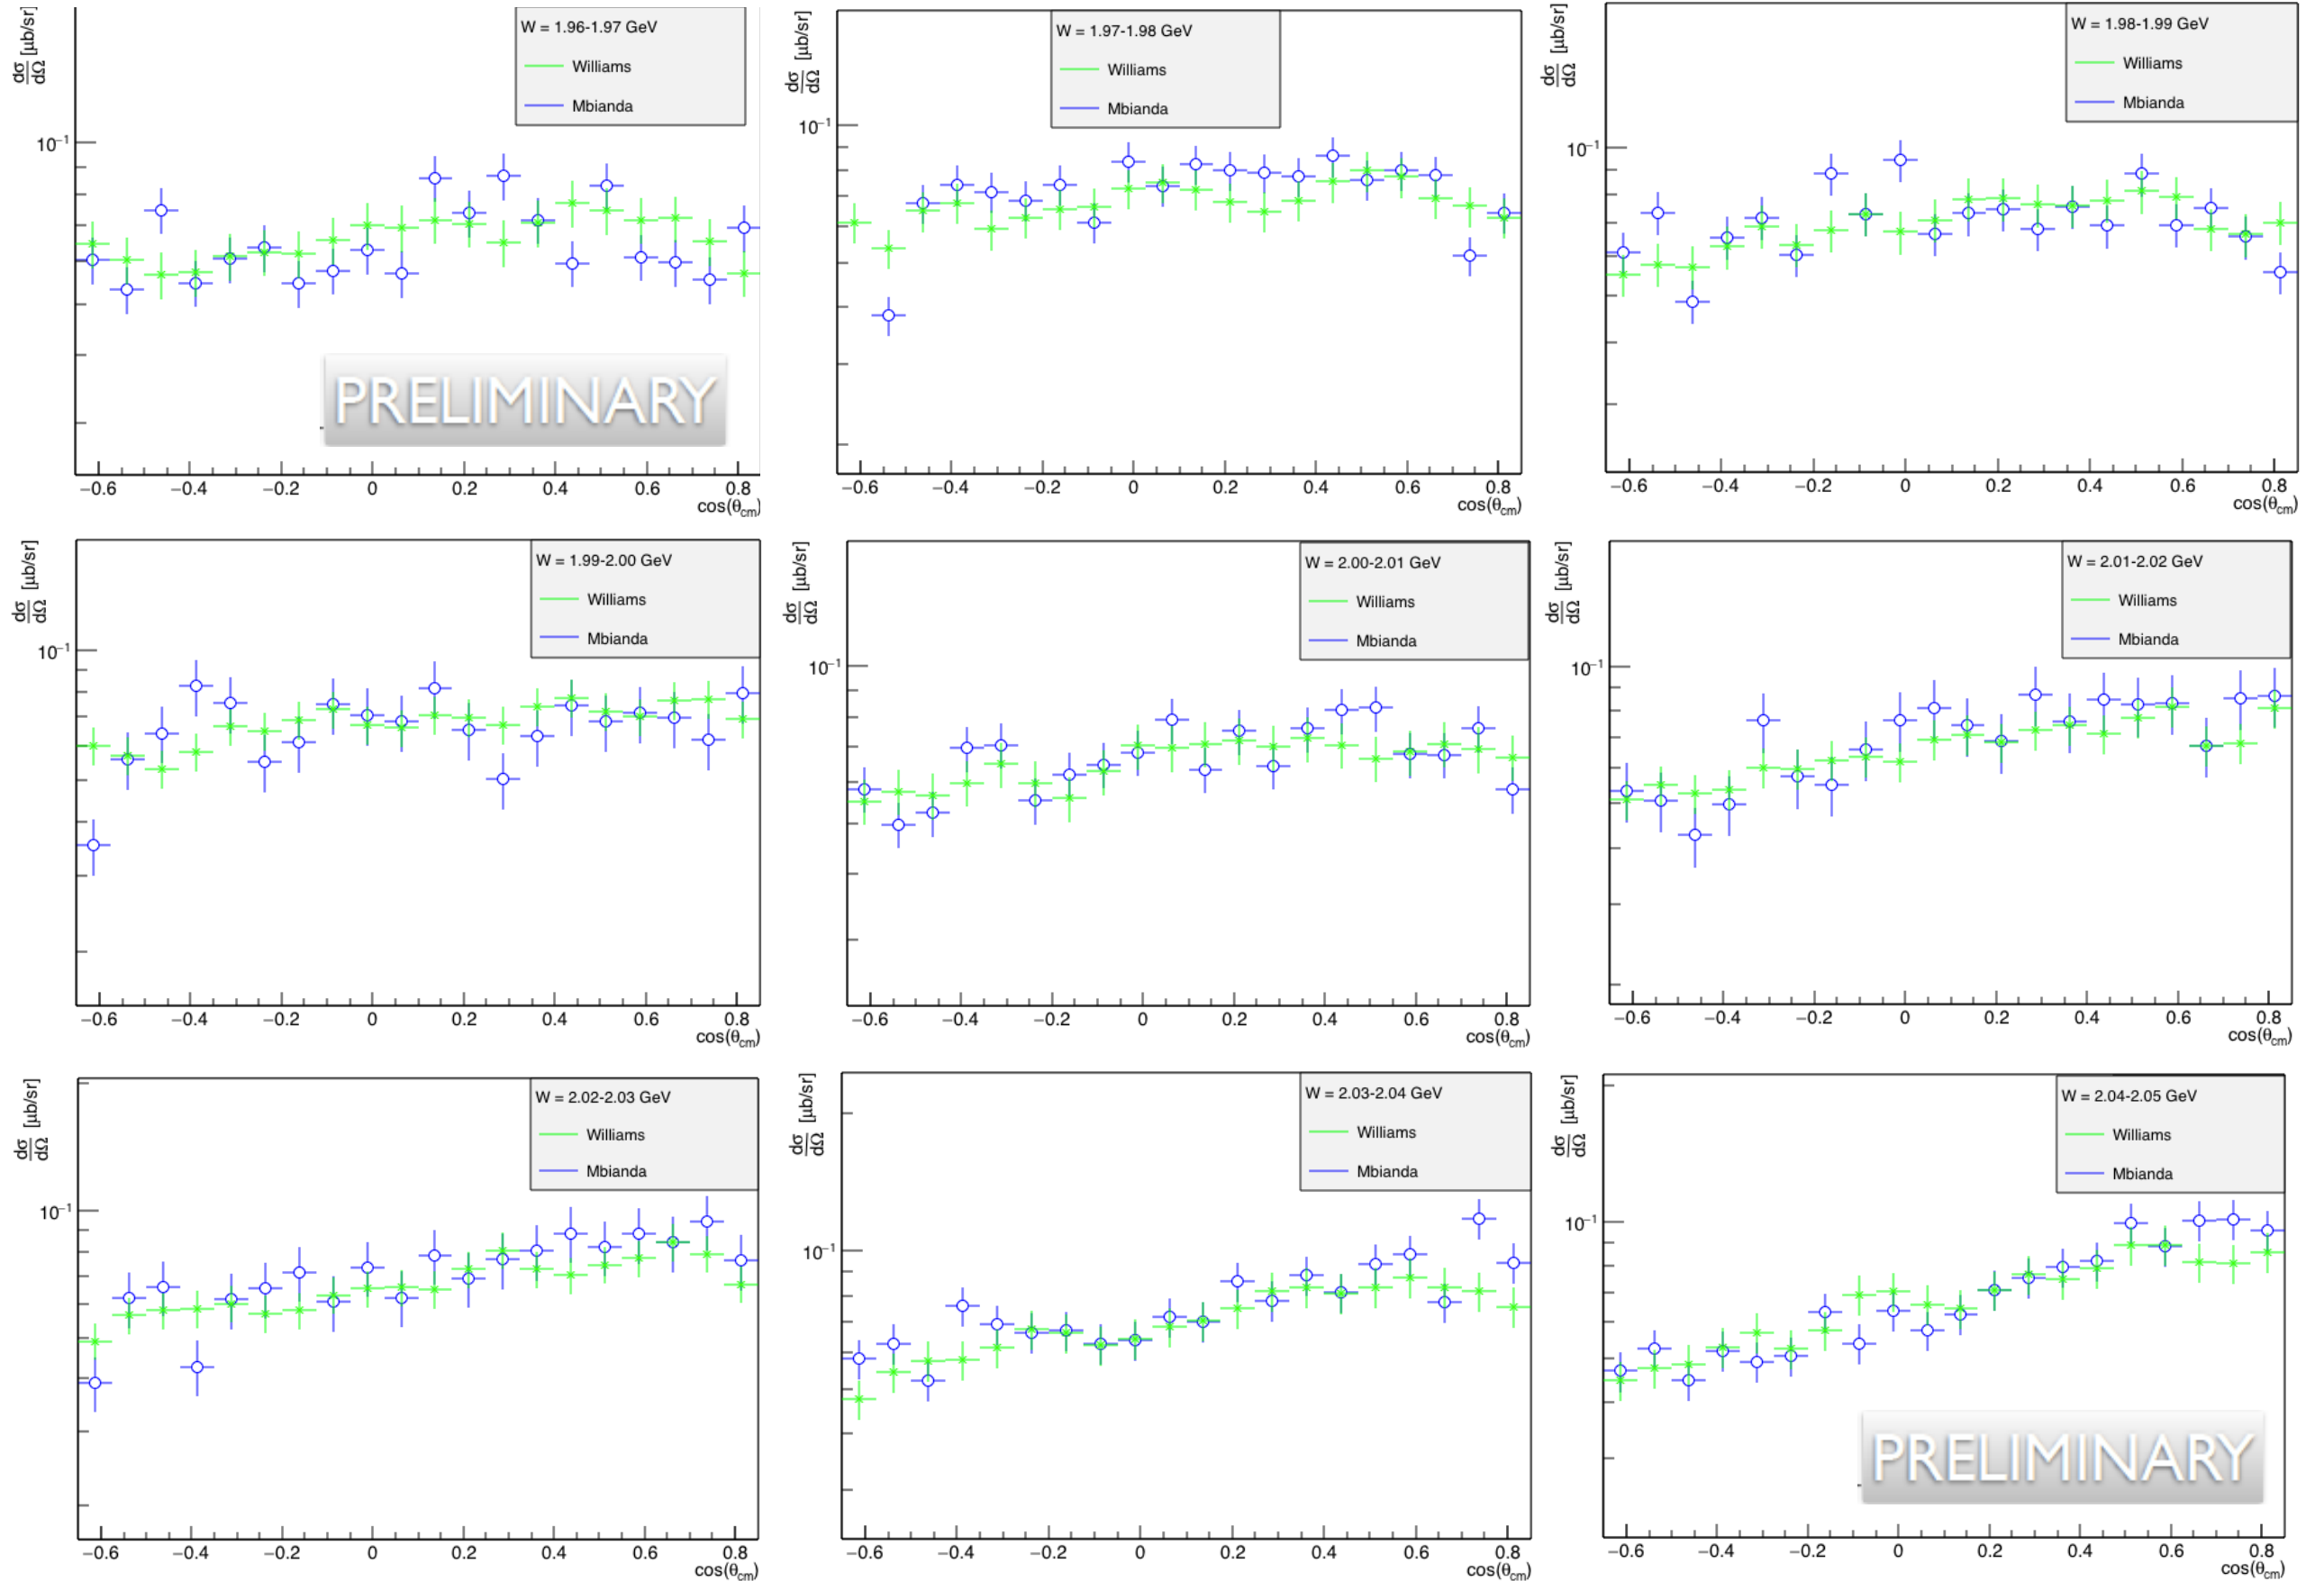 dσ/dΩ [μb/sr]
W = 1.96-1.97 GeV
Williams
Mbianda
10⁻¹
PRELIMINARY
−0.6 −0.4 −0.2 0 0.2 0.4 0.6 0.8
cos(θcm)
dσ/dΩ [μb/sr]
W = 1.97-1.98 GeV
Williams
Mbianda
10⁻¹
−0.6 −0.4 −0.2 0 0.2 0.4 0.6 0.8
cos(θcm)
dσ/dΩ [μb/sr]
W = 1.98-1.99 GeV
Williams
Mbianda
10⁻¹
−0.6 −0.4 −0.2 0 0.2 0.4 0.6 0.8
cos(θcm)
dσ/dΩ [μb/sr]
W = 1.99-2.00 GeV
Williams
Mbianda
10⁻¹
−0.6 −0.4 −0.2 0 0.2 0.4 0.6 0.8
cos(θcm)
dσ/dΩ [μb/sr]
W = 2.00-2.01 GeV
Williams
Mbianda
10⁻¹
−0.6 −0.4 −0.2 0 0.2 0.4 0.6 0.8
cos(θcm)
dσ/dΩ [μb/sr]
W = 2.01-2.02 GeV
Williams
Mbianda
10⁻¹
−0.6 −0.4 −0.2 0 0.2 0.4 0.6 0.8
cos(θcm)
dσ/dΩ [μb/sr]
W = 2.02-2.03 GeV
Williams
Mbianda
10⁻¹
−0.6 −0.4 −0.2 0 0.2 0.4 0.6 0.8
cos(θcm)
dσ/dΩ [μb/sr]
W = 2.03-2.04 GeV
Williams
Mbianda
10⁻¹
−0.6 −0.4 −0.2 0 0.2 0.4 0.6 0.8
cos(θcm)
dσ/dΩ [μb/sr]
W = 2.04-2.05 GeV
Williams
Mbianda
10⁻¹
PRELIMINARY
−0.6 −0.4 −0.2 0 0.2 0.4 0.6 0.8
cos(θcm)